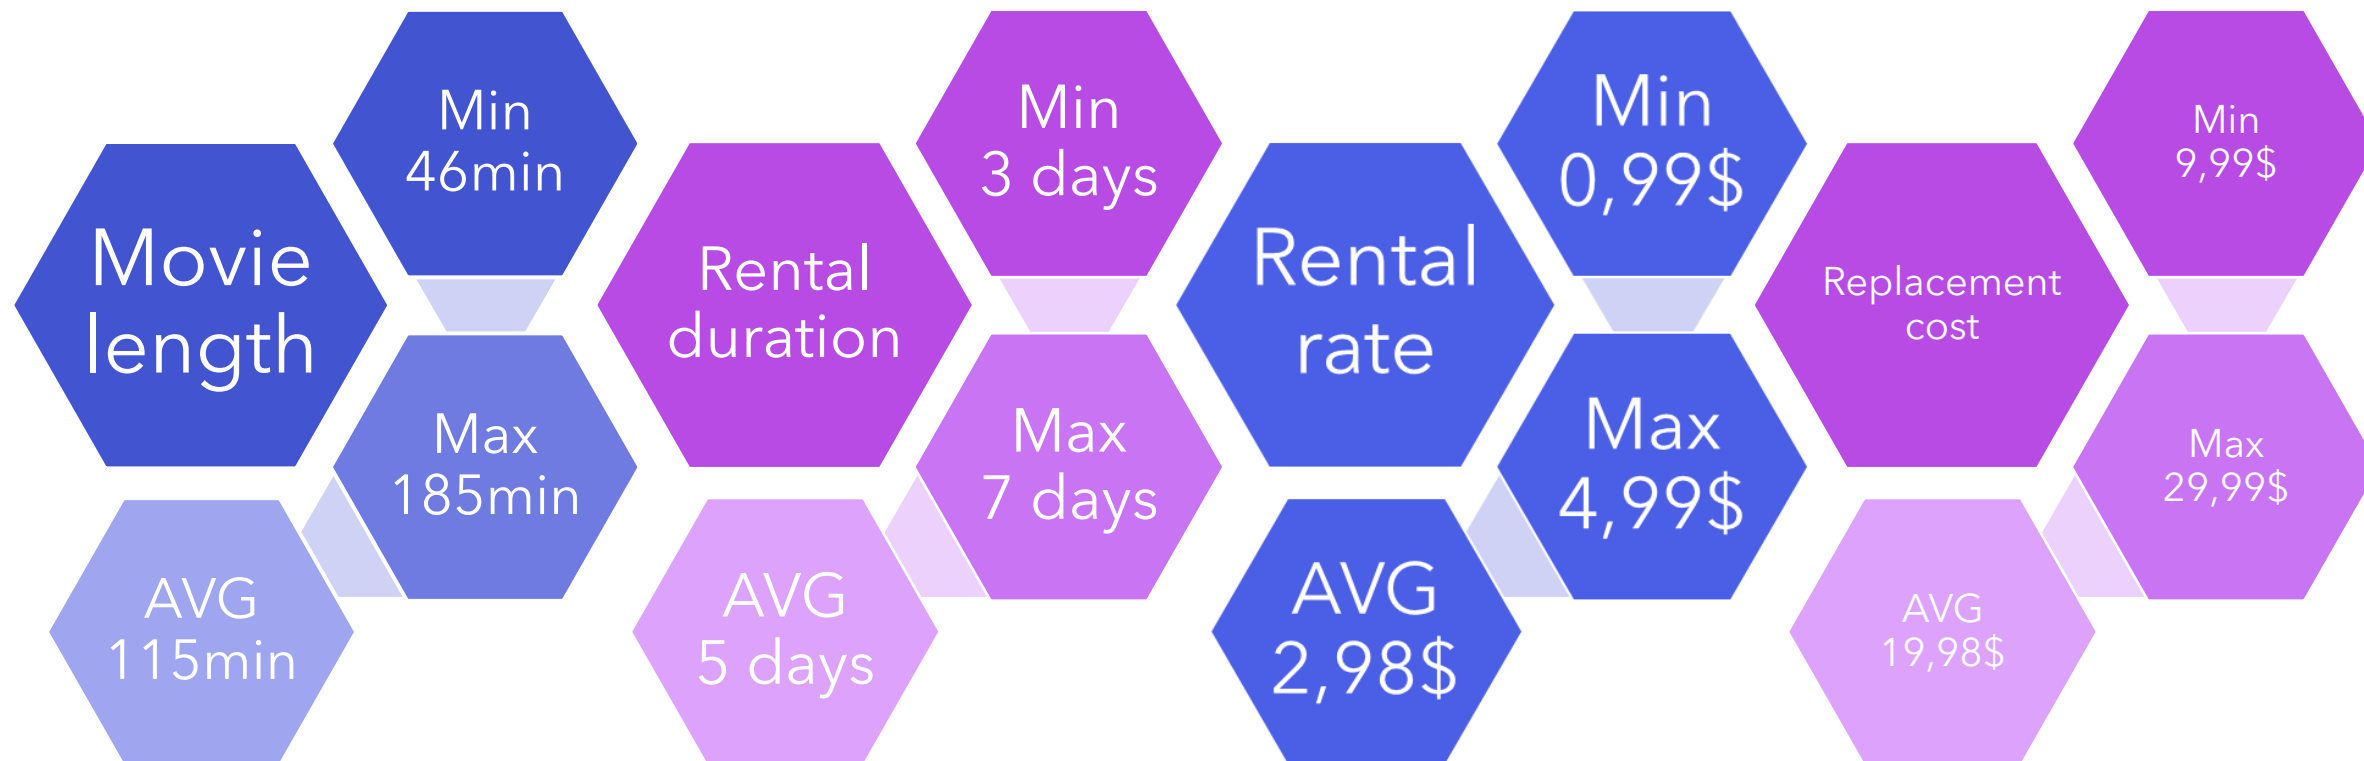 Movie
length
Min
46min
Max
185min
AVG
115min
Rental
duration
Min
3 days
Max
7 days
AVG
5 days
Rental
rate
Min
0,99$
Max
4,99$
AVG
2,98$
Replacement
cost
Min
9,99$
Max
29,99$
AVG
19,98$